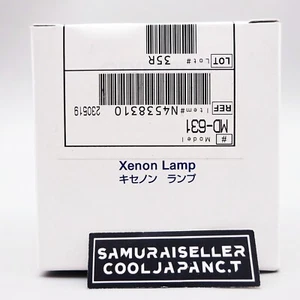 LOT
Lot#
35R
REF
Item#
N4538310
230519
Model
#
MD-631
Xenon Lamp
キセノン ランプ
SAMURAISELLER
COOLJAPANC.T